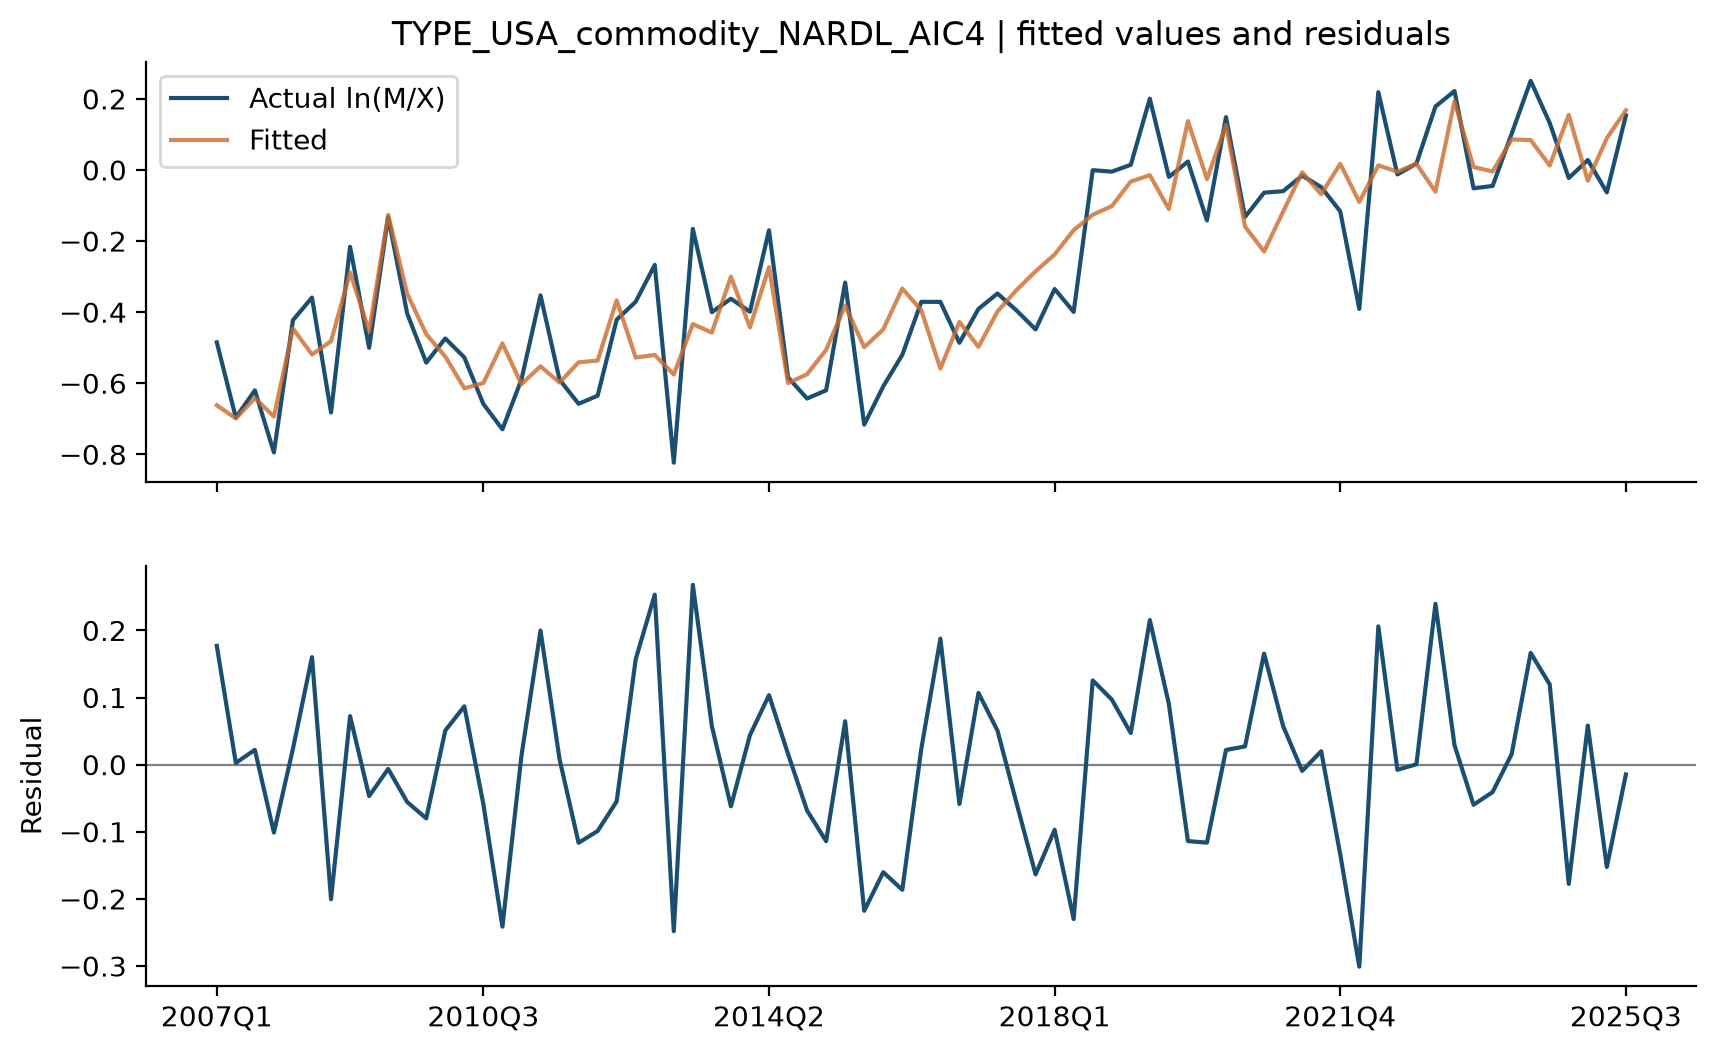 TYPE_USA_commodity_NARDL_AIC4 | fitted values and residuals
Actual ln(M/X)
Fitted
0.2
0.0
−0.2
−0.4
−0.6
−0.8
Residual
0.2
0.1
0.0
−0.1
−0.2
−0.3
2007Q1 2010Q3 2014Q2 2018Q1 2021Q4 2025Q3